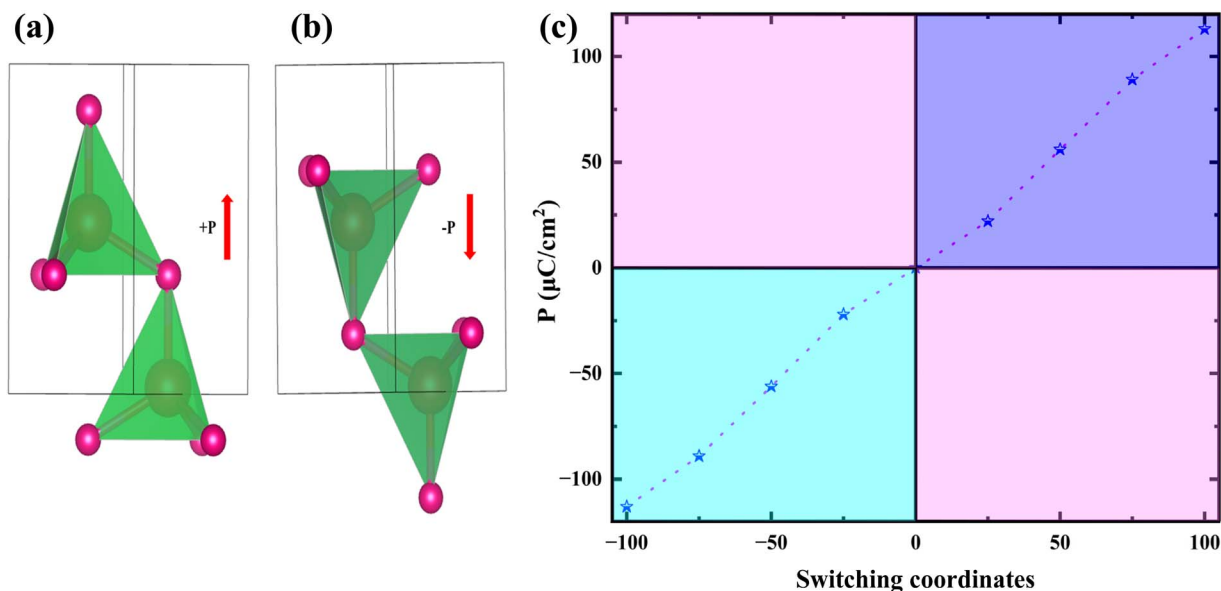 (a)
(b)
(c)
+P
-P
100
50
0
−50
−100
P (μC/cm²)
−100
−50
0
50
100
Switching coordinates